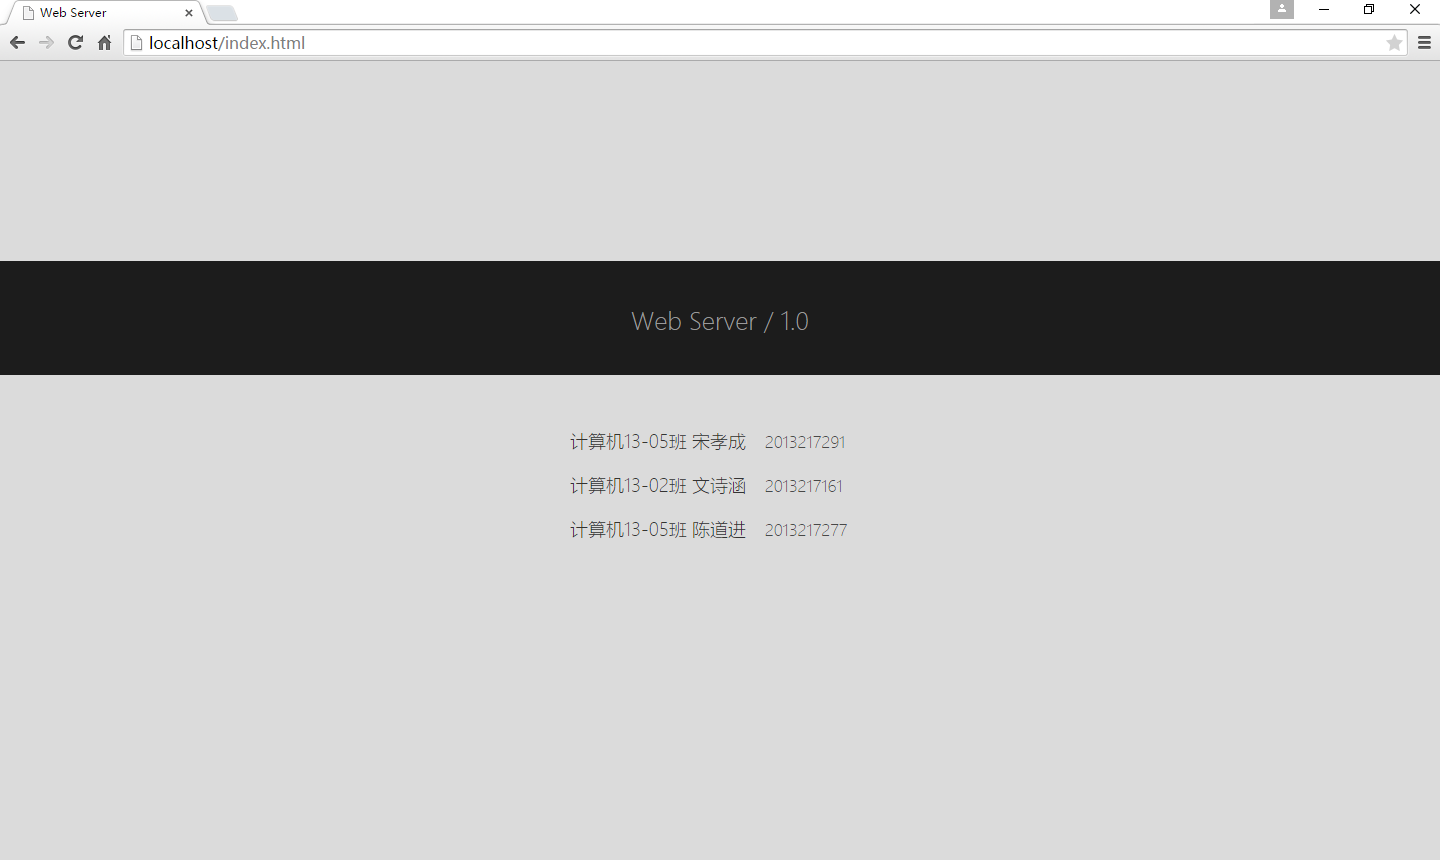 Web Server
localhost/index.html
Web Server / 1.0
计算机13-05班 宋孝成 2013217291
计算机13-02班 文诗涵 2013217161
计算机13-05班 陈道进 2013217277